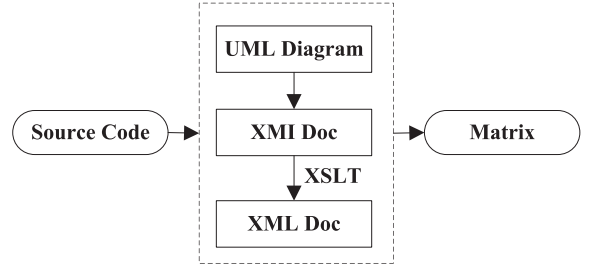 UML Diagram
Source Code
XMI Doc
Matrix
XSLT
XML Doc